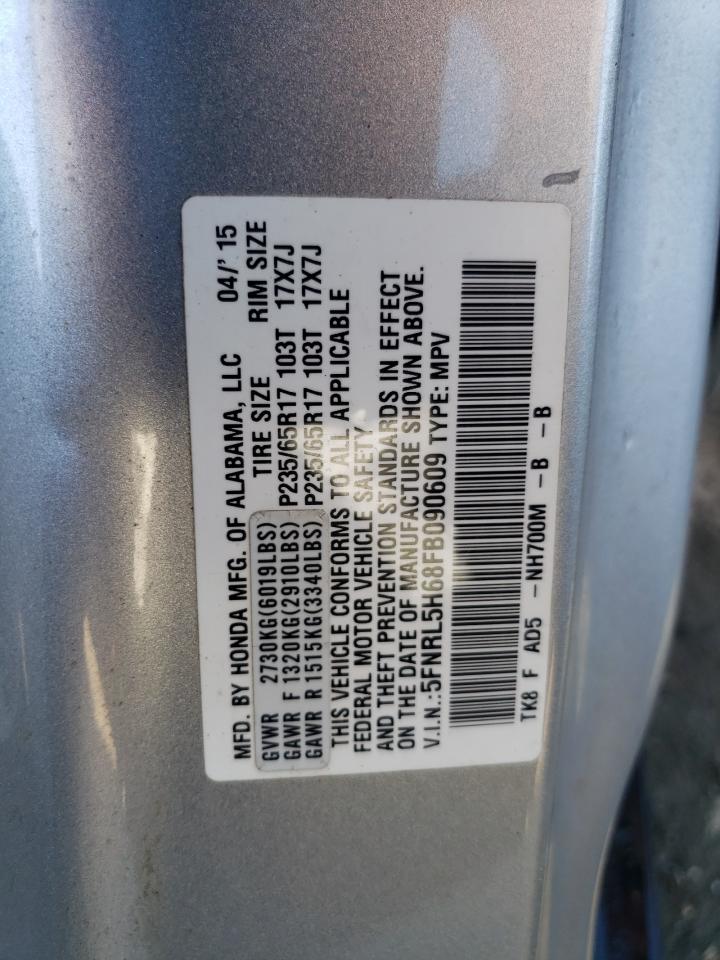 MFD. BY HONDA MFG. OF ALABAMA, LLC 04/' 15
TIRE SIZE RIM SIZE
GVWR 2730KG(6019LBS)
GAWR F 1320KG(2910LBS) P235/65R17 103T 17X7J
GAWR R 1515KG(3340LBS) P235/65R17 103T 17X7J
THIS VEHICLE CONFORMS TO ALL APPLICABLE
FEDERAL MOTOR VEHICLE SAFETY
AND THEFT PREVENTION STANDARDS IN EFFECT
ON THE DATE OF MANUFACTURE SHOWN ABOVE.
V.I.N.:5FNRL5H68FB090609 TYPE: MPV
TK8 F AD5 -NH700M -B -B